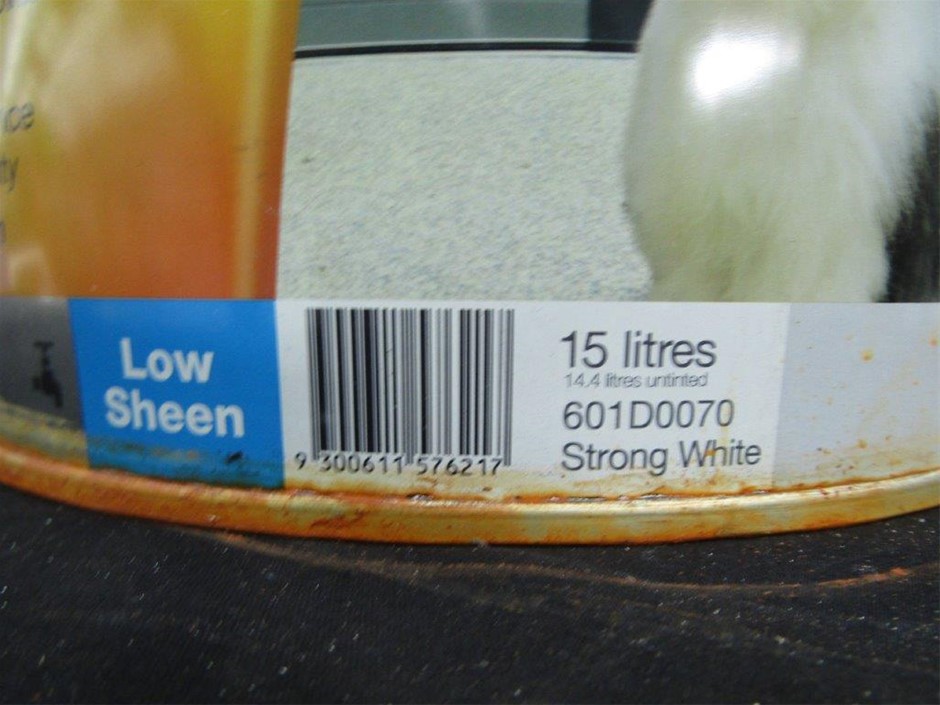 Low
Sheen
9 300611 576217
15 litres
14.4 litres untinted
601D0070
Strong White